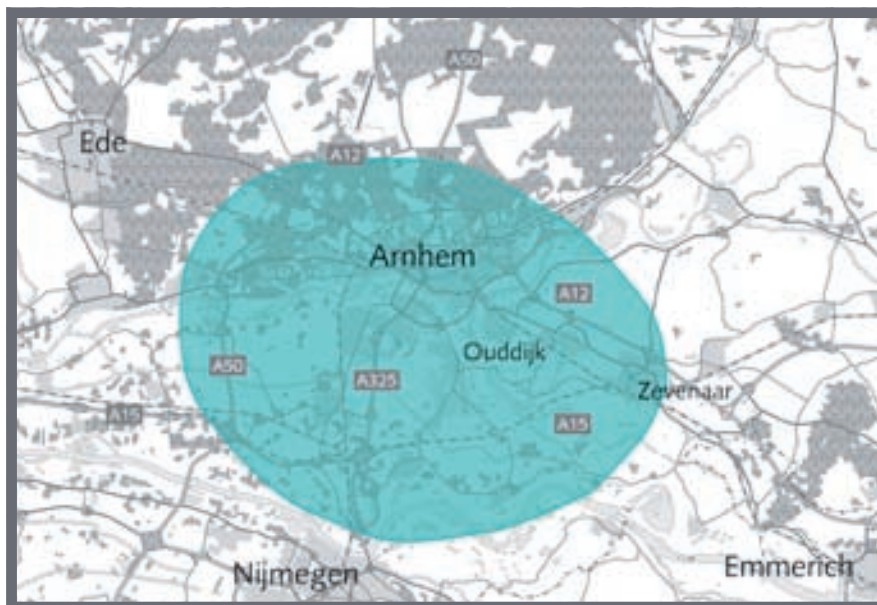 A50
Ede
A12
Arnhem
A12
Ouddijk
A50
A325
Zevenaar
A15
A15
Nijmegen
Emmerich